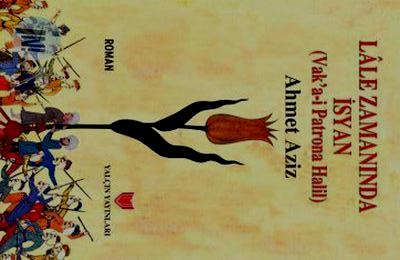 LÂLE ZAMANINDA
İSYAN
(Vak'a-i Patrona Halil)
Ahmet Aziz
ROMAN
YALÇIN YAYINLARI